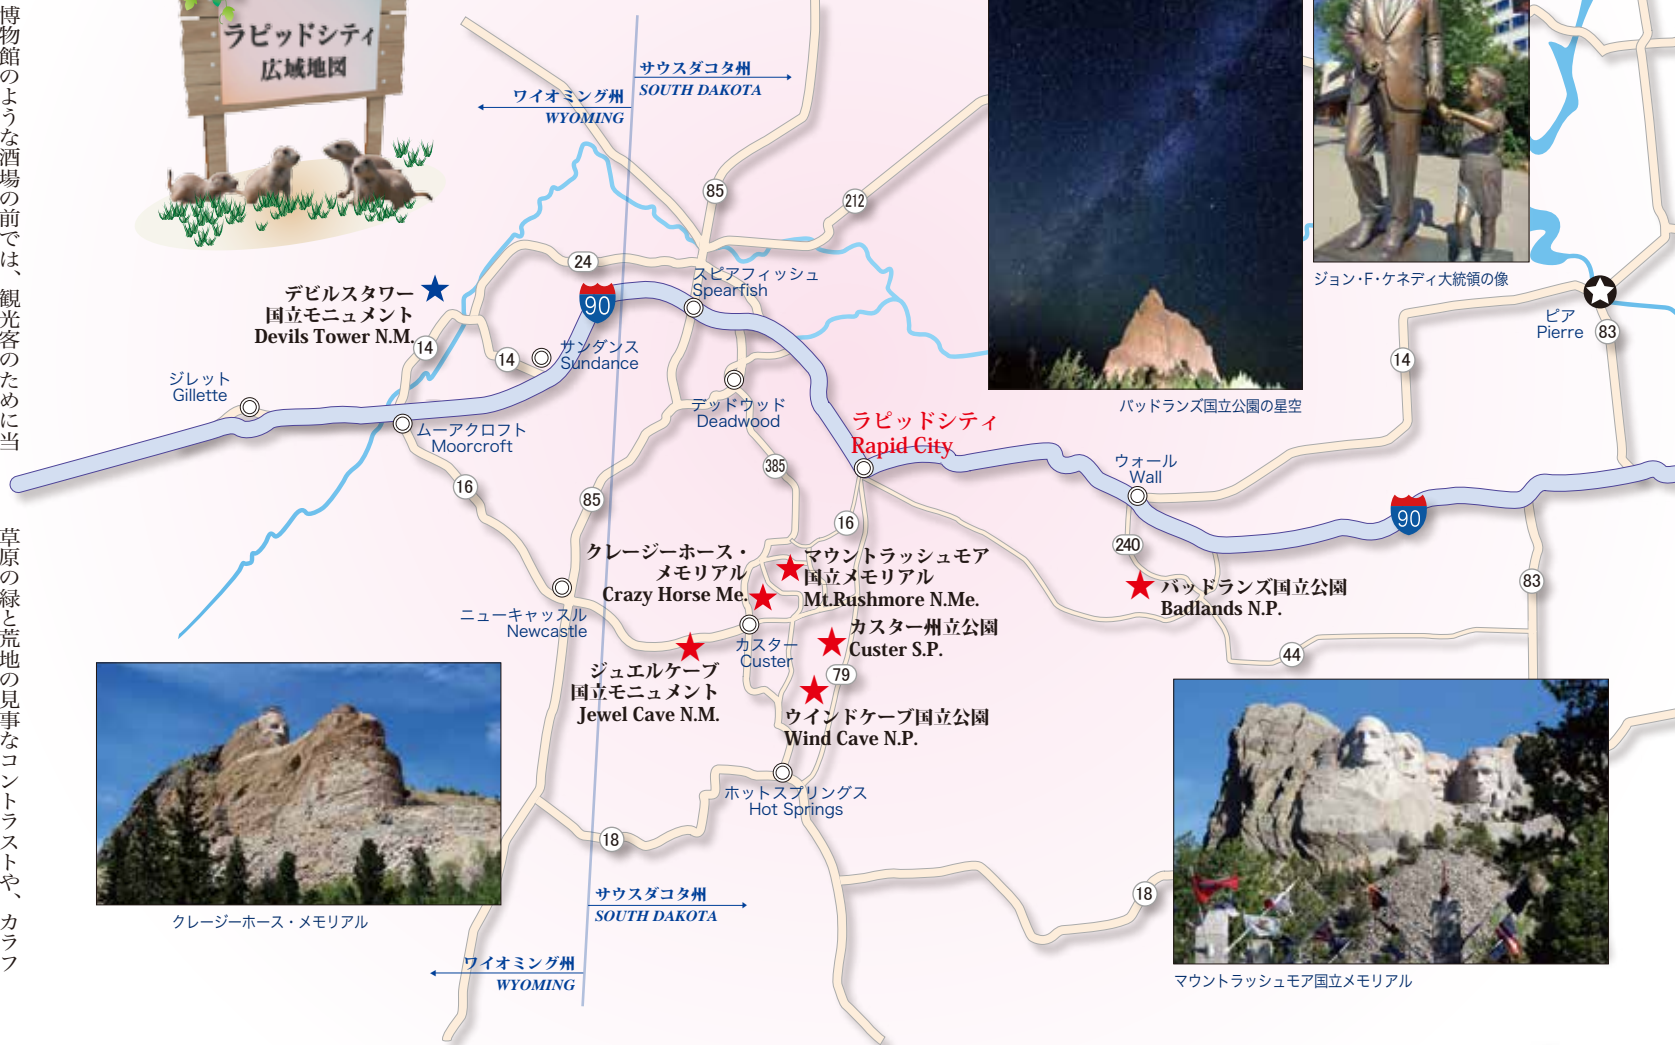 博物館のような酒場の前では、観光客のために当
草原の緑と荒地の見事なコントラストや、カラフ
ラピッドシティ
広域地図
サウスダコタ州
SOUTH DAKOTA
ワイオミング州
WYOMING
85
212
24
90
スピアフィッシュ
Spearfish
デビルスタワー
国立モニュメント
Devils Tower N.M.
14
14
サンダンス
Sundance
ジレット
Gillette
ムーアクロフト
Moorcroft
デッドウッド
Deadwood
ラピッドシティ
Rapid City
バッドランズ国立公園の星空
ジョン・F・ケネディ大統領の像
ピア
Pierre
83
14
ウォール
Wall
90
16
85
385
16
240
クレージーホース・
メモリアル
Crazy Horse Me.
マウントラッシュモア
国立メモリアル
Mt.Rushmore N.Me.
バッドランズ国立公園
Badlands N.P.
83
ニューキャッスル
Newcastle
カスター
Custer
カスター州立公園
Custer S.P.
44
ジュエルケーブ
国立モニュメント
Jewel Cave N.M.
79
ウインドケーブ国立公園
Wind Cave N.P.
ホットスプリングス
Hot Springs
18
18
サウスダコタ州
SOUTH DAKOTA
ワイオミング州
WYOMING
クレージーホース・メモリアル
マウントラッシュモア国立メモリアル